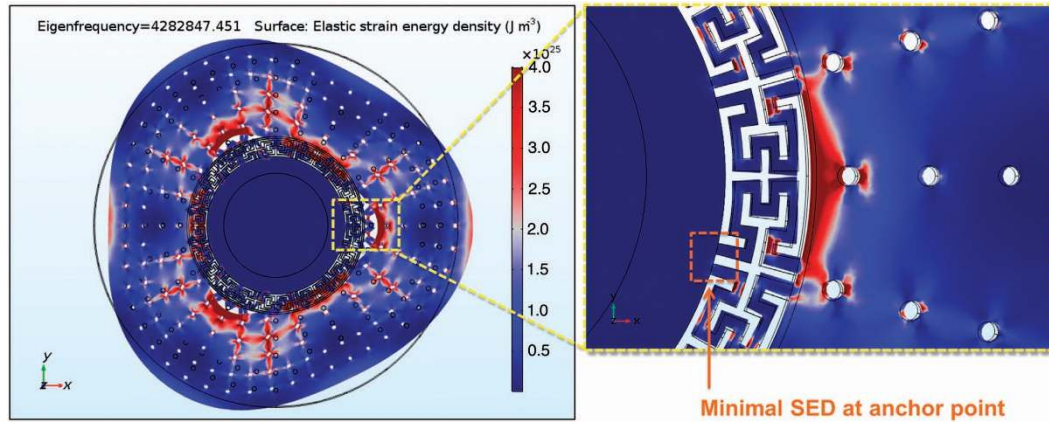 Eigenfrequency=4282847.451 Surface: Elastic strain energy density (J m⁻³)
×10²⁵
4.0
3.5
3.0
2.5
2.0
1.5
1.0
0.5
y
z x
z x
Minimal SED at anchor point